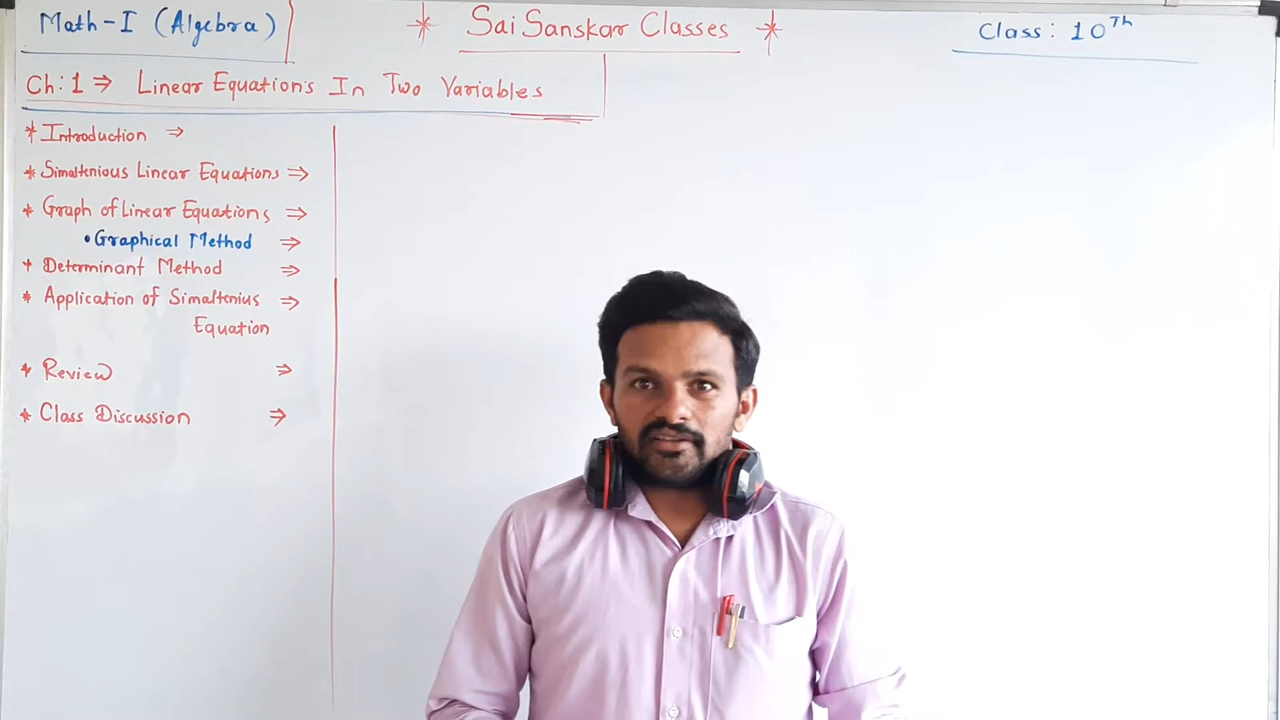 Math-I (Algebra)
* Sai Sanskar Classes *
Class: 10Th
Ch:1 ⇒ Linear Equations In Two Variables
* Introduction ⇒
* Simaltenious Linear Equations ⇒
* Graph of Linear Equations ⇒
• Graphical Method ⇒
* Determinant Method ⇒
* Application of Simaltenius ⇒
Equation
* Review ⇒
* Class Discussion ⇒